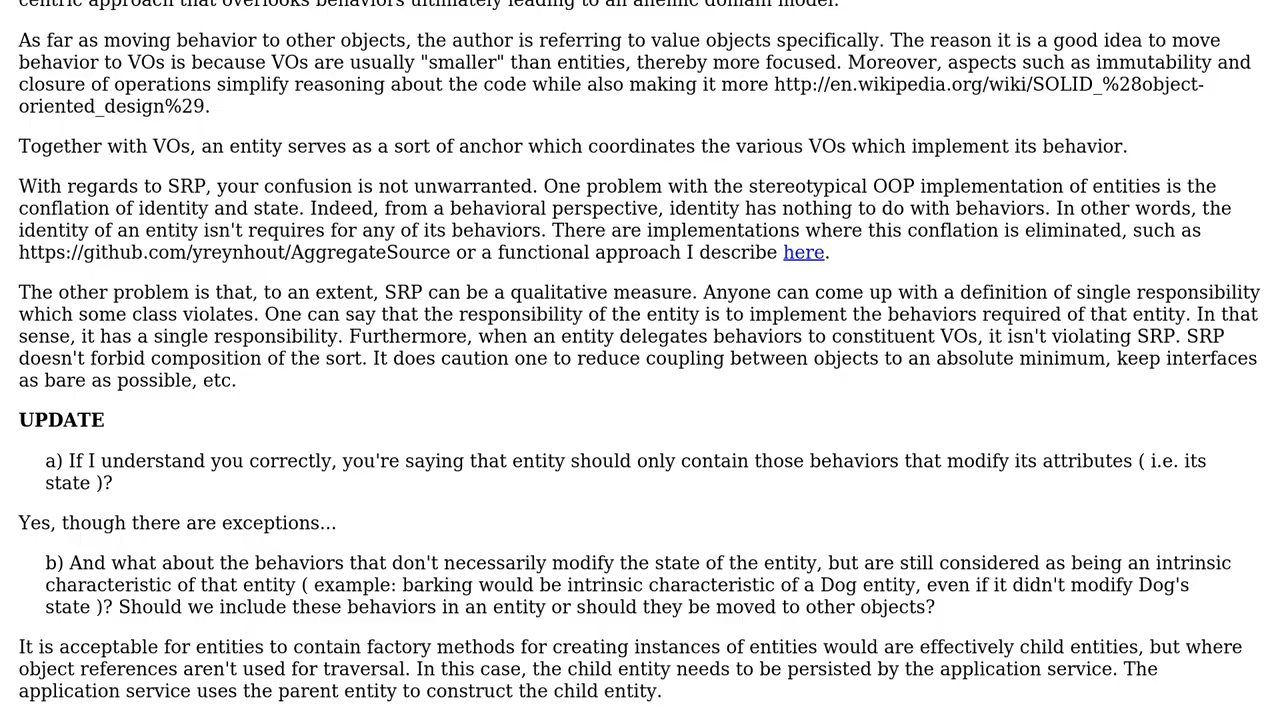 centric approach that overlooks behaviors ultimately leading to an anemic domain model.
As far as moving behavior to other objects, the author is referring to value objects specifically. The reason it is a good idea to move
behavior to VOs is because VOs are usually "smaller" than entities, thereby more focused. Moreover, aspects such as immutability and
closure of operations simplify reasoning about the code while also making it more http://en.wikipedia.org/wiki/SOLID_%28object-
oriented_design%29.
Together with VOs, an entity serves as a sort of anchor which coordinates the various VOs which implement its behavior.
With regards to SRP, your confusion is not unwarranted. One problem with the stereotypical OOP implementation of entities is the
conflation of identity and state. Indeed, from a behavioral perspective, identity has nothing to do with behaviors. In other words, the
identity of an entity isn't requires for any of its behaviors. There are implementations where this conflation is eliminated, such as
https://github.com/yreynhout/AggregateSource or a functional approach I describe here.
The other problem is that, to an extent, SRP can be a qualitative measure. Anyone can come up with a definition of single responsibility
which some class violates. One can say that the responsibility of the entity is to implement the behaviors required of that entity. In that
sense, it has a single responsibility. Furthermore, when an entity delegates behaviors to constituent VOs, it isn't violating SRP. SRP
doesn't forbid composition of the sort. It does caution one to reduce coupling between objects to an absolute minimum, keep interfaces
as bare as possible, etc.
UPDATE
a) If I understand you correctly, you're saying that entity should only contain those behaviors that modify its attributes ( i.e. its
state )?
Yes, though there are exceptions...
b) And what about the behaviors that don't necessarily modify the state of the entity, but are still considered as being an intrinsic
characteristic of that entity ( example: barking would be intrinsic characteristic of a Dog entity, even if it didn't modify Dog's
state )? Should we include these behaviors in an entity or should they be moved to other objects?
It is acceptable for entities to contain factory methods for creating instances of entities would are effectively child entities, but where
object references aren't used for traversal. In this case, the child entity needs to be persisted by the application service. The
application service uses the parent entity to construct the child entity.